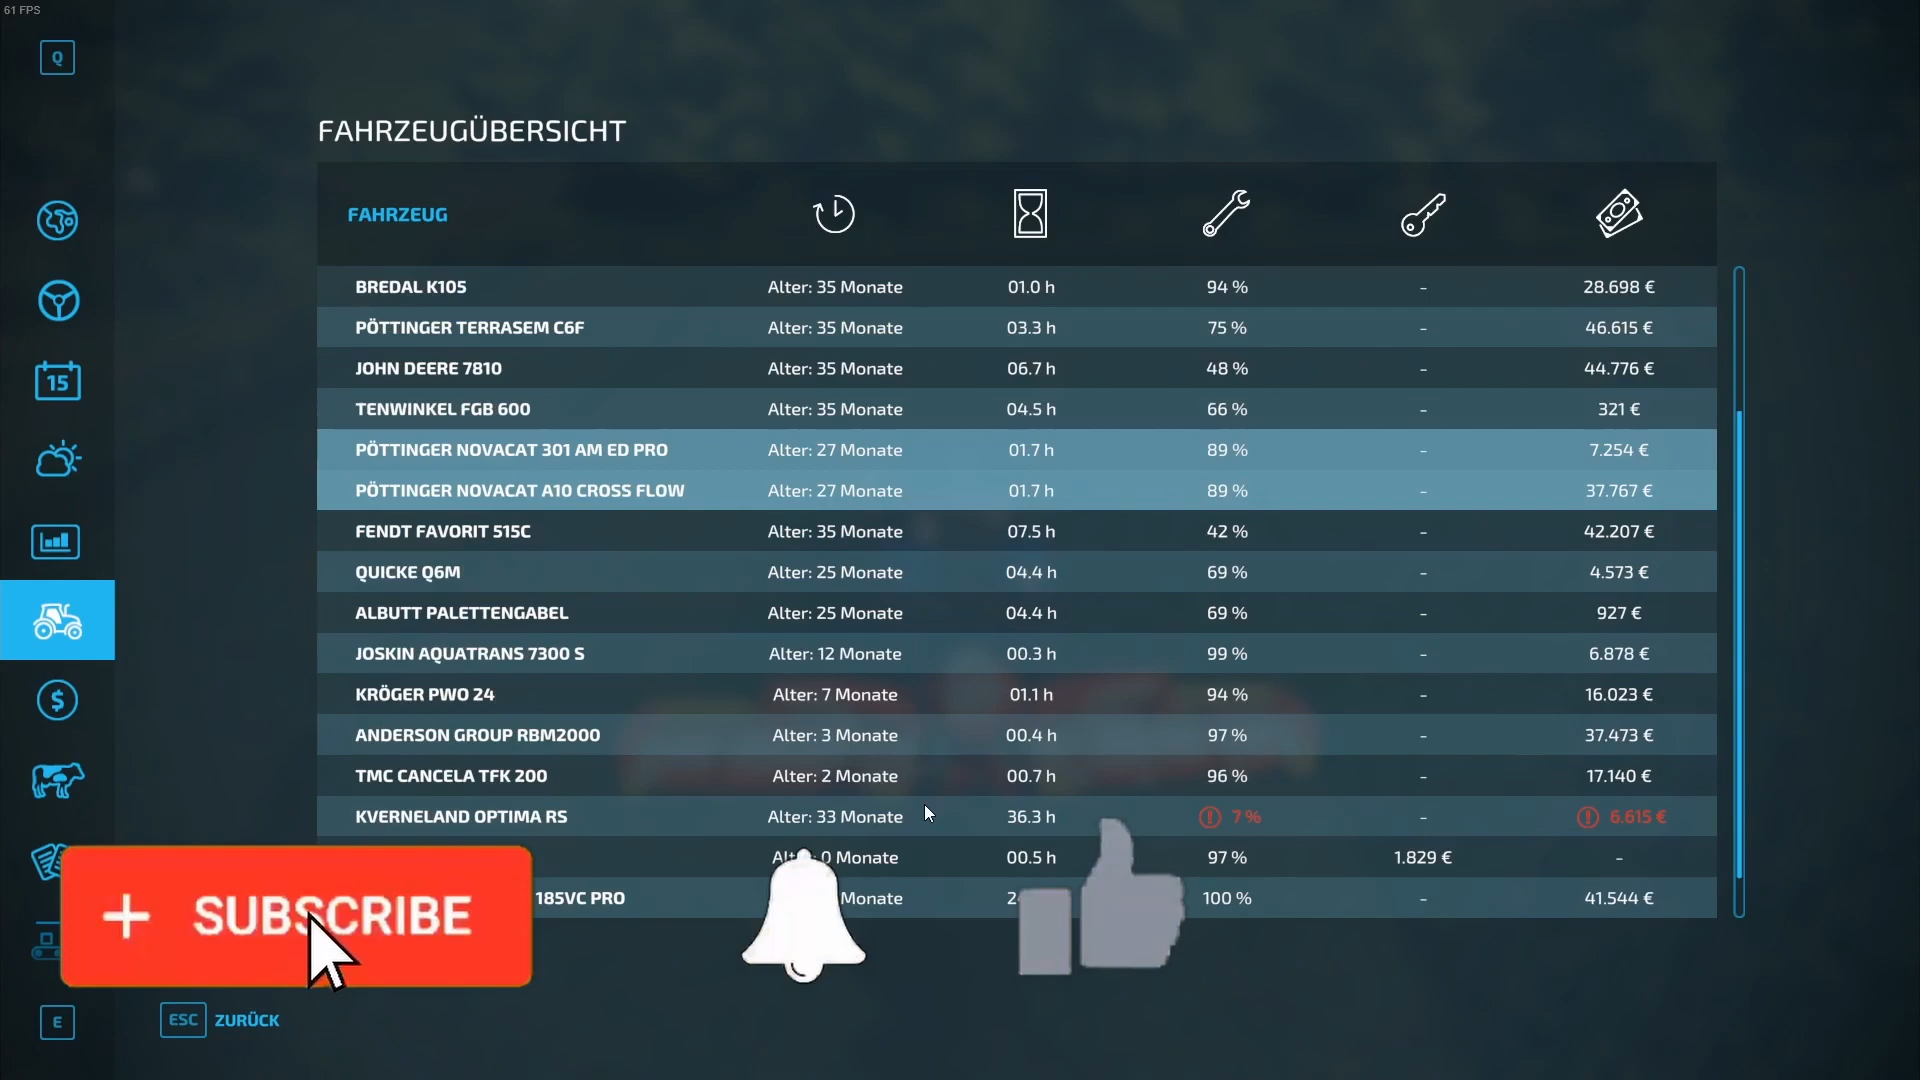 61 FPS
Q
FAHRZEUGÜBERSICHT
FAHRZEUG
BREDAL K105 Alter: 35 Monate 01.0 h 94 % - 28.698 €
PÖTTINGER TERRASEM C6F Alter: 35 Monate 03.3 h 75 % - 46.615 €
JOHN DEERE 7810 Alter: 35 Monate 06.7 h 48 % - 44.776 €
TENWINKEL FGB 600 Alter: 35 Monate 04.5 h 66 % - 321 €
PÖTTINGER NOVACAT 301 AM ED PRO Alter: 27 Monate 01.7 h 89 % - 7.254 €
PÖTTINGER NOVACAT A10 CROSS FLOW Alter: 27 Monate 01.7 h 89 % - 37.767 €
FENDT FAVORIT 515C Alter: 35 Monate 07.5 h 42 % - 42.207 €
QUICKE Q6M Alter: 25 Monate 04.4 h 69 % - 4.573 €
ALBUTT PALETTENGABEL Alter: 25 Monate 04.4 h 69 % - 927 €
JOSKIN AQUATRANS 7300 S Alter: 12 Monate 00.3 h 99 % - 6.878 €
KRÖGER PWO 24 Alter: 7 Monate 01.1 h 94 % - 16.023 €
ANDERSON GROUP RBM2000 Alter: 3 Monate 00.4 h 97 % - 37.473 €
TMC CANCELA TFK 200 Alter: 2 Monate 00.7 h 96 % - 17.140 €
KVERNELAND OPTIMA RS Alter: 33 Monate 36.3 h 7 % - 6.615 €
0 Monate 00.5 h 97 % 1.829 € -
185VC PRO Monate 100 % - 41.544 €
15
+ SUBSCRIBE
E
ESC ZURÜCK